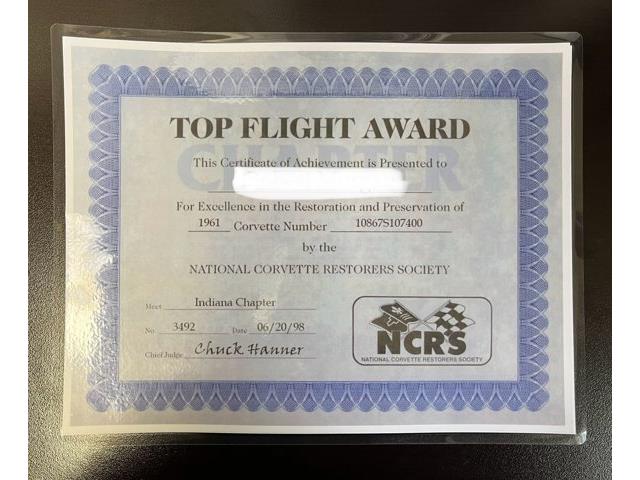 TOP FLIGHT AWARD
CHAPTER
This Certificate of Achievement is Presented to
For Excellence in the Restoration and Preservation of
1961 Corvette Number 10867S107400
by the
NATIONAL CORVETTE RESTORERS SOCIETY
Meet Indiana Chapter
No. 3492 Date 06/20/98
Chief Judge Chuck Hanner
NCRS
NATIONAL CORVETTE RESTORERS SOCIETY